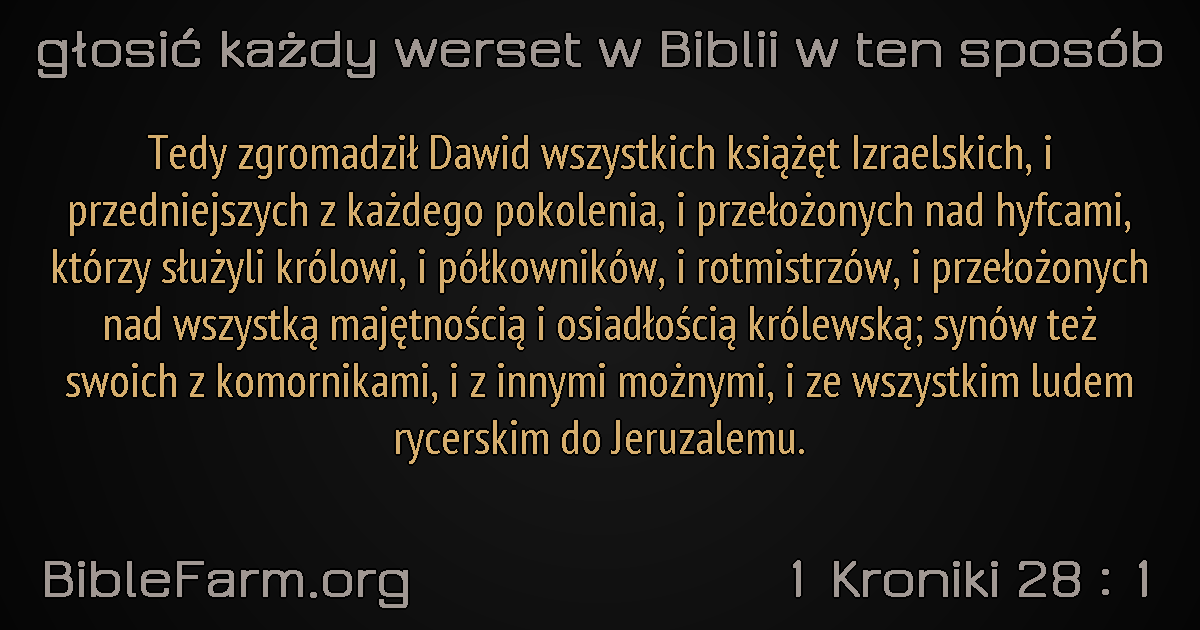 głosić każdy werset w Biblii w ten sposób
Tedy zgromadził Dawid wszystkich książęt Izraelskich, i
przedniejszych z każdego pokolenia, i przełożonych nad hyfcami,
którzy służyli królowi, i półkowników, i rotmistrzów, i przełożonych
nad wszystką majętnością i osiadłością królewską; synów też
swoich z komornikami, i z innymi możnymi, i ze wszystkim ludem
rycerskim do Jeruzalemu.
BibleFarm.org
1 Kroniki 28 : 1